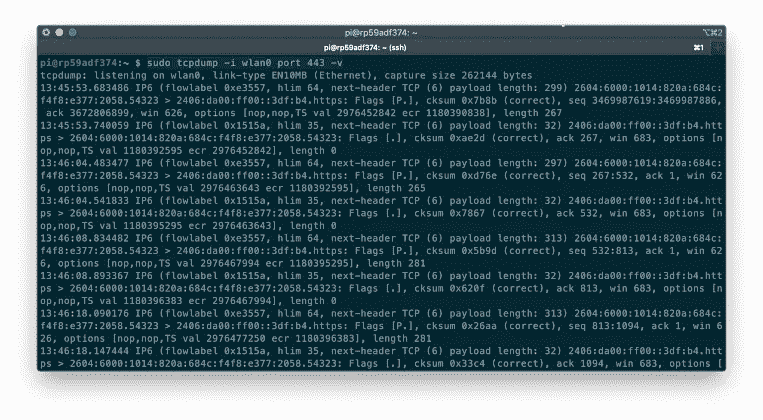 pi@rp59adf374: ~
⌥⌘2
pi@rp59adf374: ~ (ssh)
⌘1
pi@rp59adf374:~ $ sudo tcpdump -i wlan0 port 443 -v
tcpdump: listening on wlan0, link-type EN10MB (Ethernet), capture size 262144 bytes
13:45:53.683486 IP6 (flowlabel 0xe3557, hlim 64, next-header TCP (6) payload length: 299) 2604:6000:1014:820a:684c:
f4f8:e377:2058.54323 > 2406:da00:ff00::3df:b4.https: Flags [P.], cksum 0x7b8b (correct), seq 3469987619:3469987886,
 ack 3672806899, win 626, options [nop,nop,TS val 2976452842 ecr 1180390838], length 267
13:45:53.740059 IP6 (flowlabel 0x1515a, hlim 35, next-header TCP (6) payload length: 32) 2406:da00:ff00::3df:b4.htt
ps > 2604:6000:1014:820a:684c:f4f8:e377:2058.54323: Flags [.], cksum 0xae2d (correct), ack 267, win 683, options [n
op,nop,TS val 1180392595 ecr 2976452842], length 0
13:46:04.483477 IP6 (flowlabel 0xe3557, hlim 64, next-header TCP (6) payload length: 297) 2604:6000:1014:820a:684c:
f4f8:e377:2058.54323 > 2406:da00:ff00::3df:b4.https: Flags [P.], cksum 0xd76e (correct), seq 267:532, ack 1, win 62
6, options [nop,nop,TS val 2976463643 ecr 1180392595], length 265
13:46:04.541833 IP6 (flowlabel 0x1515a, hlim 35, next-header TCP (6) payload length: 32) 2406:da00:ff00::3df:b4.htt
ps > 2604:6000:1014:820a:684c:f4f8:e377:2058.54323: Flags [.], cksum 0x7867 (correct), ack 532, win 683, options [n
op,nop,TS val 1180395295 ecr 2976463643], length 0
13:46:08.834482 IP6 (flowlabel 0xe3557, hlim 64, next-header TCP (6) payload length: 313) 2604:6000:1014:820a:684c:
f4f8:e377:2058.54323 > 2406:da00:ff00::3df:b4.https: Flags [P.], cksum 0x5b9d (correct), seq 532:813, ack 1, win 62
6, options [nop,nop,TS val 2976467994 ecr 1180395295], length 281
13:46:08.893367 IP6 (flowlabel 0x1515a, hlim 35, next-header TCP (6) payload length: 32) 2406:da00:ff00::3df:b4.htt
ps > 2604:6000:1014:820a:684c:f4f8:e377:2058.54323: Flags [.], cksum 0x620f (correct), ack 813, win 683, options [n
op,nop,TS val 1180396383 ecr 2976467994], length 0
13:46:18.090176 IP6 (flowlabel 0xe3557, hlim 64, next-header TCP (6) payload length: 313) 2604:6000:1014:820a:684c:
f4f8:e377:2058.54323 > 2406:da00:ff00::3df:b4.https: Flags [P.], cksum 0x26aa (correct), seq 813:1094, ack 1, win 6
26, options [nop,nop,TS val 2976477250 ecr 1180396383], length 281
13:46:18.147444 IP6 (flowlabel 0x1515a, hlim 35, next-header TCP (6) payload length: 32) 2406:da00:ff00::3df:b4.htt
ps > 2604:6000:1014:820a:684c:f4f8:e377:2058.54323: Flags [.], cksum 0x33c4 (correct), ack 1094, win 683, options [